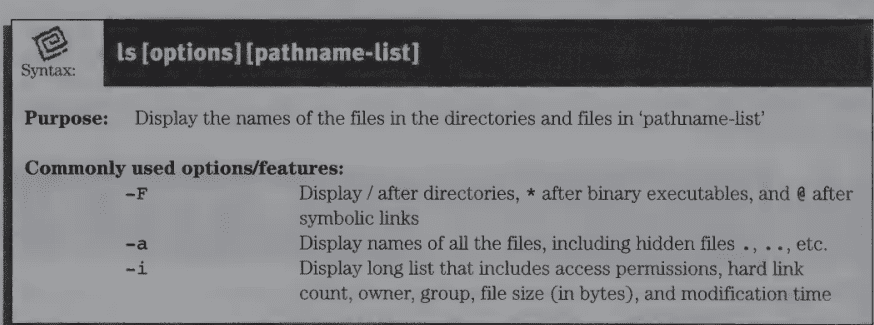 ls [options] [pathname-list]
Syntax:
Purpose: Display the names of the files in the directories and files in 'pathname-list'
Commonly used options/features:
-F Display / after directories, * after binary executables, and @ after
symbolic links
-a Display names of all the files, including hidden files ., .., etc.
-i Display long list that includes access permissions, hard link
count, owner, group, file size (in bytes), and modification time